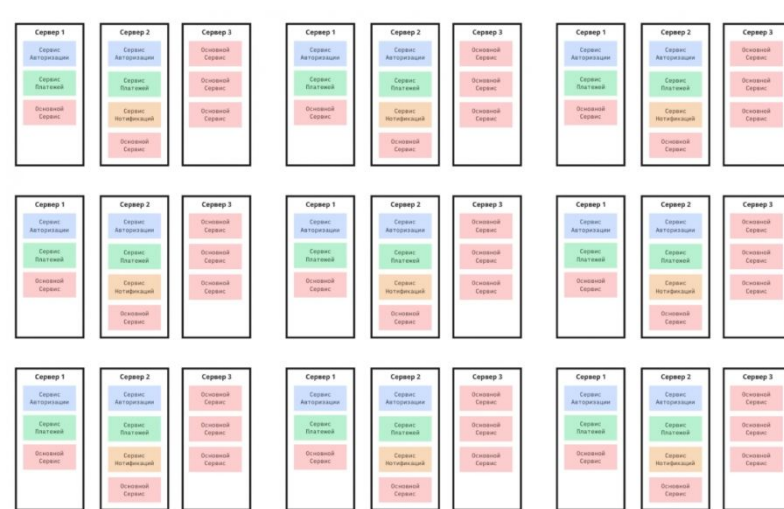 Сервер 1
Сервис
Авторизации
Сервис
Платежей
Основной
Сервис
Сервер 2
Сервис
Авторизации
Сервис
Платежей
Сервис
Нотификаций
Основной
Сервис
Сервер 3
Основной
Сервис
Основной
Сервис
Основной
Сервис
Сервер 1
Сервис
Авторизации
Сервис
Платежей
Основной
Сервис
Сервер 2
Сервис
Авторизации
Сервис
Платежей
Сервис
Нотификаций
Основной
Сервис
Сервер 3
Основной
Сервис
Основной
Сервис
Основной
Сервис
Сервер 1
Сервис
Авторизации
Сервис
Платежей
Основной
Сервис
Сервер 2
Сервис
Авторизации
Сервис
Платежей
Сервис
Нотификаций
Основной
Сервис
Сервер 3
Основной
Сервис
Основной
Сервис
Основной
Сервис
Сервер 1
Сервис
Авторизации
Сервис
Платежей
Основной
Сервис
Сервер 2
Сервис
Авторизации
Сервис
Платежей
Сервис
Нотификаций
Основной
Сервис
Сервер 3
Основной
Сервис
Основной
Сервис
Основной
Сервис
Сервер 1
Сервис
Авторизации
Сервис
Платежей
Основной
Сервис
Сервер 2
Сервис
Авторизации
Сервис
Платежей
Сервис
Нотификаций
Основной
Сервис
Сервер 3
Основной
Сервис
Основной
Сервис
Основной
Сервис
Сервер 1
Сервис
Авторизации
Сервис
Платежей
Основной
Сервис
Сервер 2
Сервис
Авторизации
Сервис
Платежей
Сервис
Нотификаций
Основной
Сервис
Сервер 3
Основной
Сервис
Основной
Сервис
Основной
Сервис
Сервер 1
Сервис
Авторизации
Сервис
Платежей
Основной
Сервис
Сервер 2
Сервис
Авторизации
Сервис
Платежей
Сервис
Нотификаций
Основной
Сервис
Сервер 3
Основной
Сервис
Основной
Сервис
Основной
Сервис
Сервер 1
Сервис
Авторизации
Сервис
Платежей
Основной
Сервис
Сервер 2
Сервис
Авторизации
Сервис
Платежей
Сервис
Нотификаций
Основной
Сервис
Сервер 3
Основной
Сервис
Основной
Сервис
Основной
Сервис
Сервер 1
Сервис
Авторизации
Сервис
Платежей
Основной
Сервис
Сервер 2
Сервис
Авторизации
Сервис
Платежей
Сервис
Нотификаций
Основной
Сервис
Сервер 3
Основной
Сервис
Основной
Сервис
Основной
Сервис